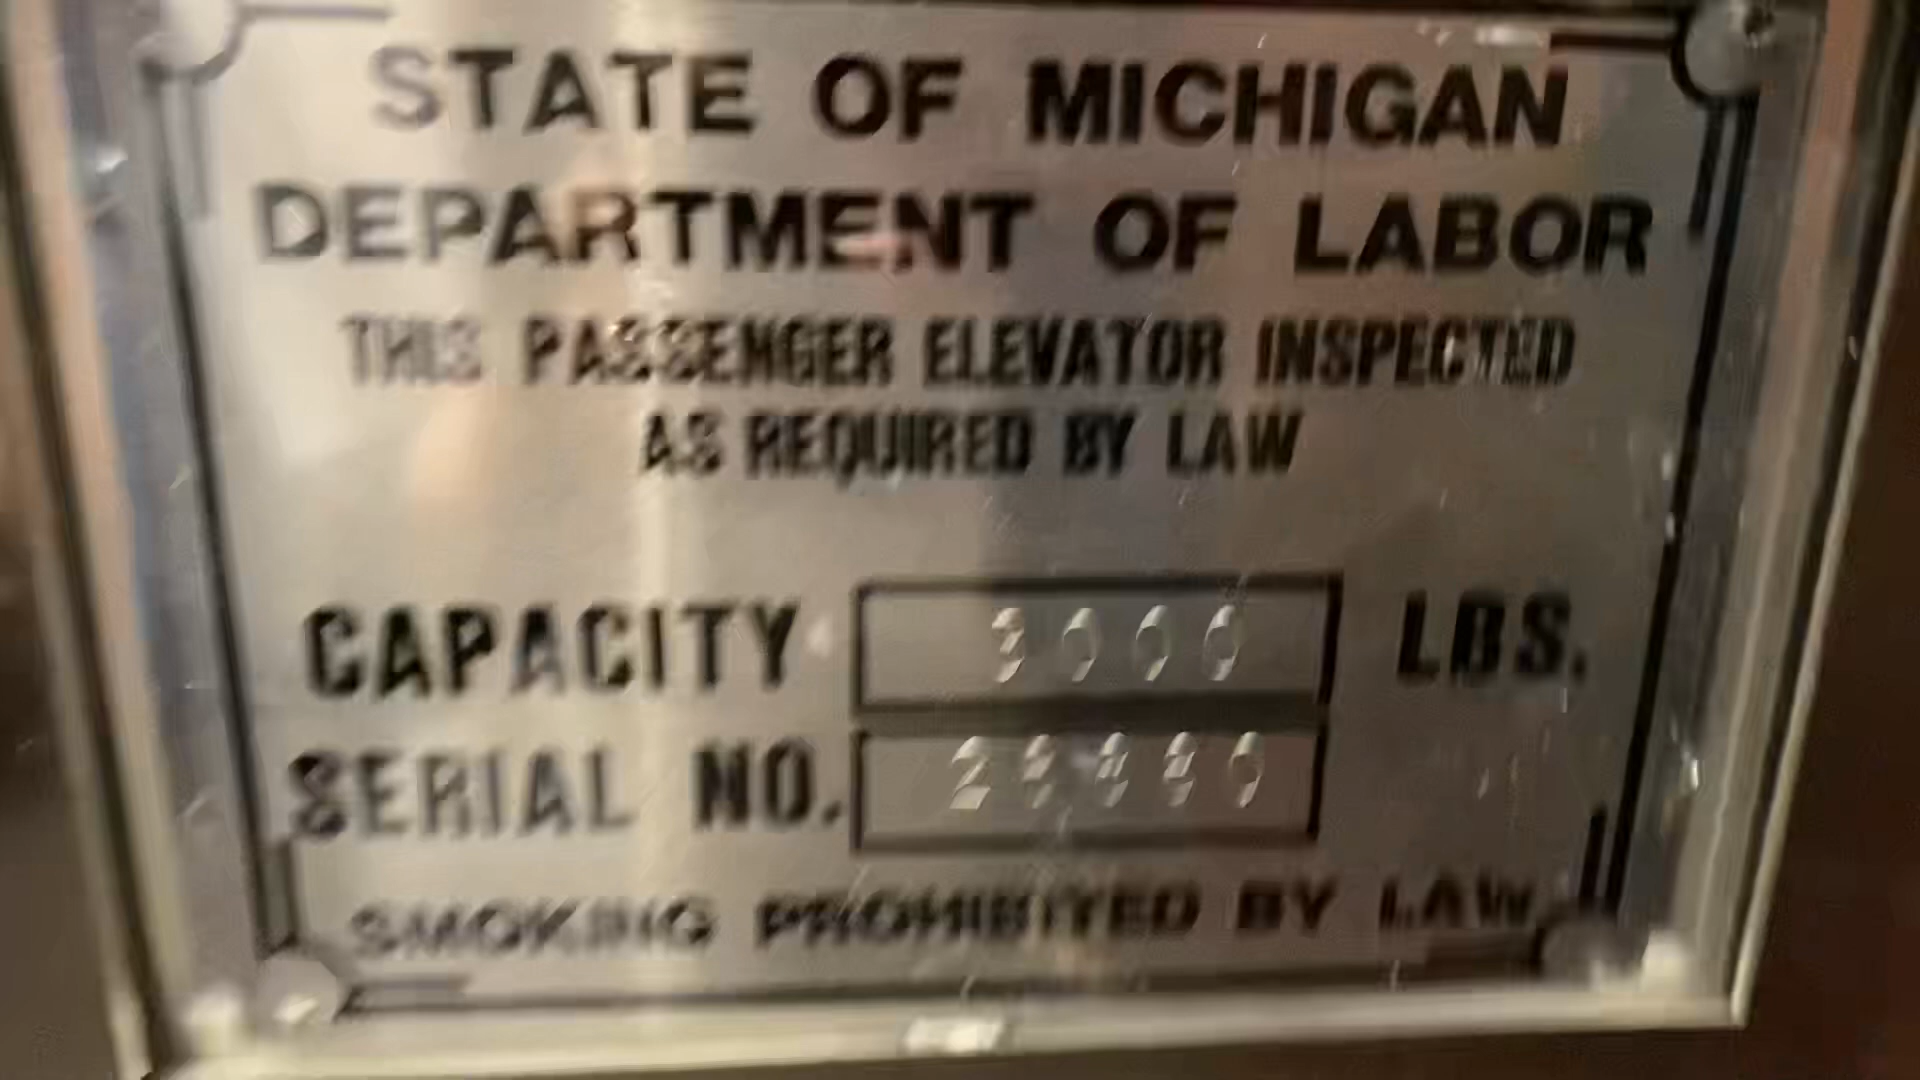 STATE OF MICHIGAN
DEPARTMENT OF LABOR
THIS PASSENGER ELEVATOR INSPECTED
AS REQUIRED BY LAW
CAPACITY LBS.
SERIAL NO.
SMOKING PROHIBITED BY LAW